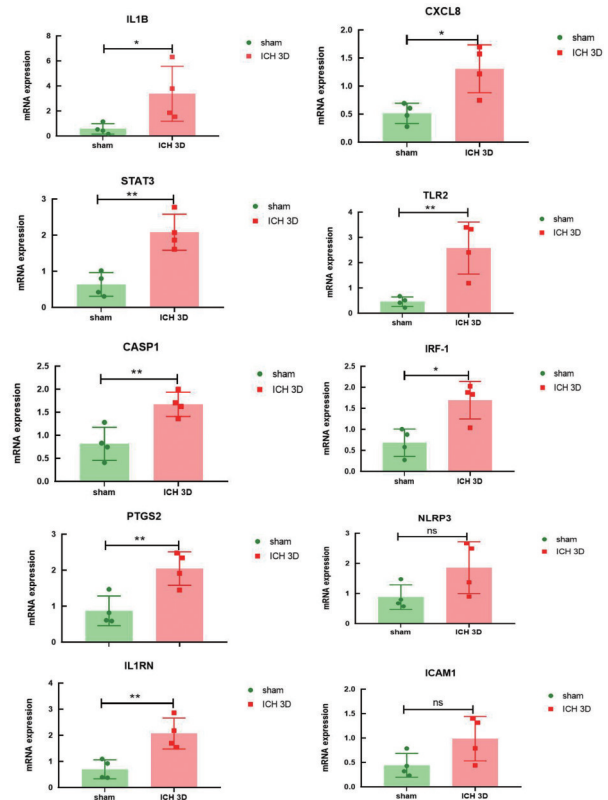 IL1B
*
sham
ICH 3D
mRNA expression
8
6
4
2
0
sham
ICH 3D
CXCL8
*
sham
ICH 3D
mRNA expression
2.0
1.5
1.0
0.5
0.0
sham
ICH 3D
STAT3
**
sham
ICH 3D
mRNA expression
3
2
1
0
sham
ICH 3D
TLR2
**
sham
ICH 3D
mRNA expression
4
3
2
1
0
sham
ICH 3D
CASP1
**
sham
ICH 3D
mRNA expression
2.5
2.0
1.5
1.0
0.5
0.0
sham
ICH 3D
IRF-1
*
sham
ICH 3D
mRNA expression
2.5
2.0
1.5
1.0
0.5
0.0
sham
ICH 3D
PTGS2
**
sham
ICH 3D
mRNA expression
3
2
1
0
sham
ICH 3D
NLRP3
ns
sham
ICH 3D
mRNA expression
3
2
1
0
sham
ICH 3D
IL1RN
**
sham
ICH 3D
mRNA expression
4
3
2
1
0
sham
ICH 3D
ICAM1
ns
sham
ICH 3D
mRNA expression
2.0
1.5
1.0
0.5
0.0
sham
ICH 3D